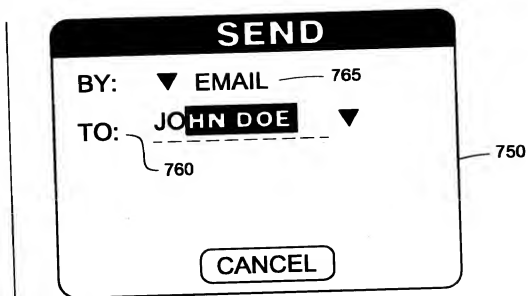 SEND
BY: ▼ EMAIL 765
TO: JOHN DOE ▼
760
750
CANCEL